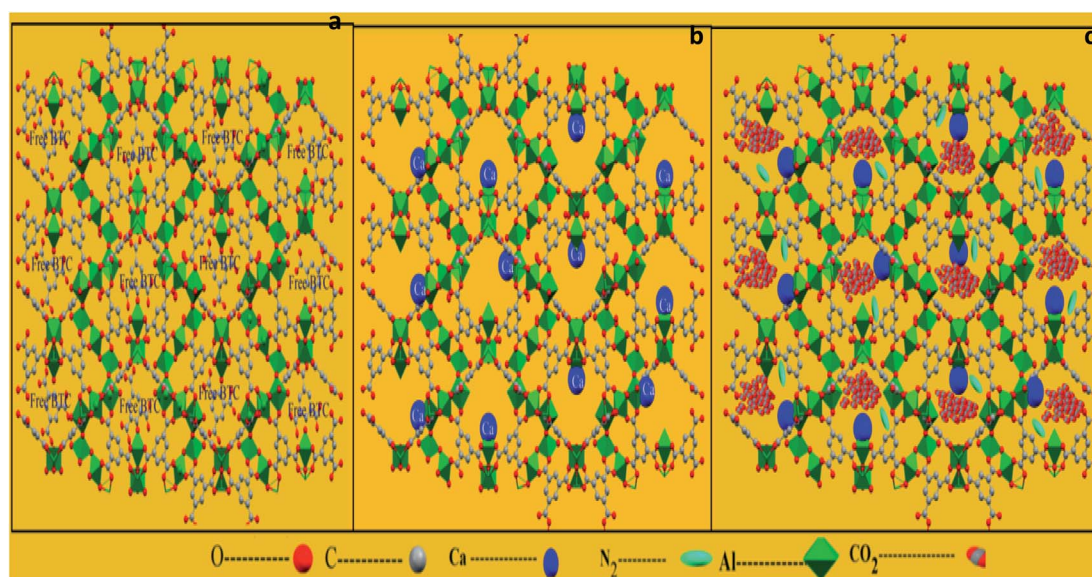 a
Free BTC
Free BTC
Free BTC
Free BTC
Free BTC
Free BTC
Free BTC
Free BTC
Free BTC
Free BTC
Free BTC
Free BTC
b
Ca
Ca
Ca
Ca
Ca
Ca
Ca
Ca
Ca
Ca
Ca
Ca
c
O------------ C----------- Ca ------------- N₂---------- Al-------------- CO₂---------------